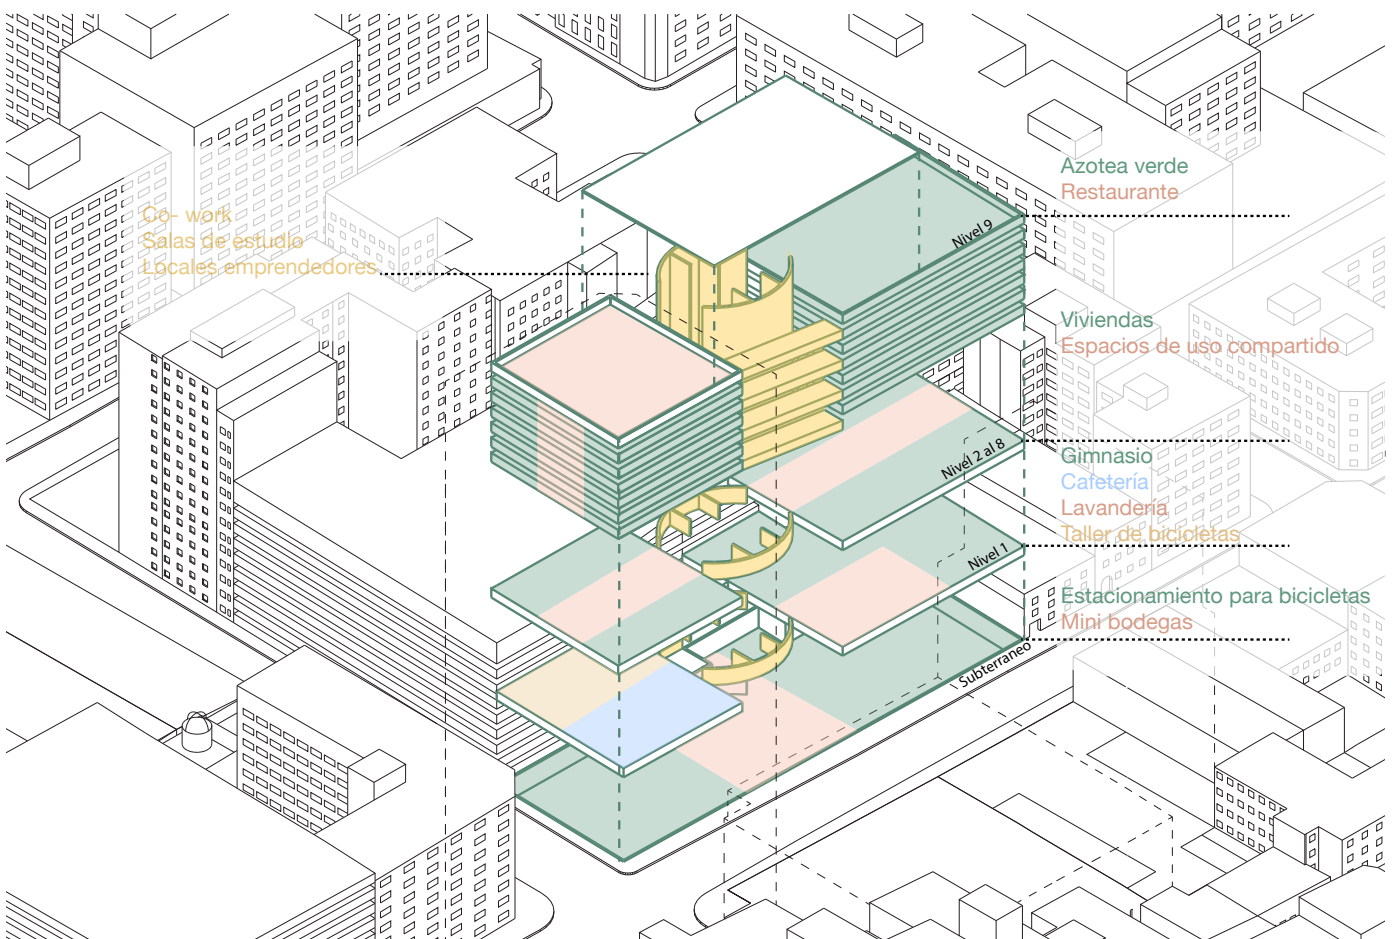 Azotea verde
Restaurante
Co- work
Salas de estudio
Locales emprendedores
Nivel 9
Viviendas
Espacios de uso compartido
Nivel 2 al 8
Gimnasio
Cafetería
Lavandería
Taller de bicicletas
Nivel 1
Estacionamiento para bicicletas
Mini bodegas
Subterraneo